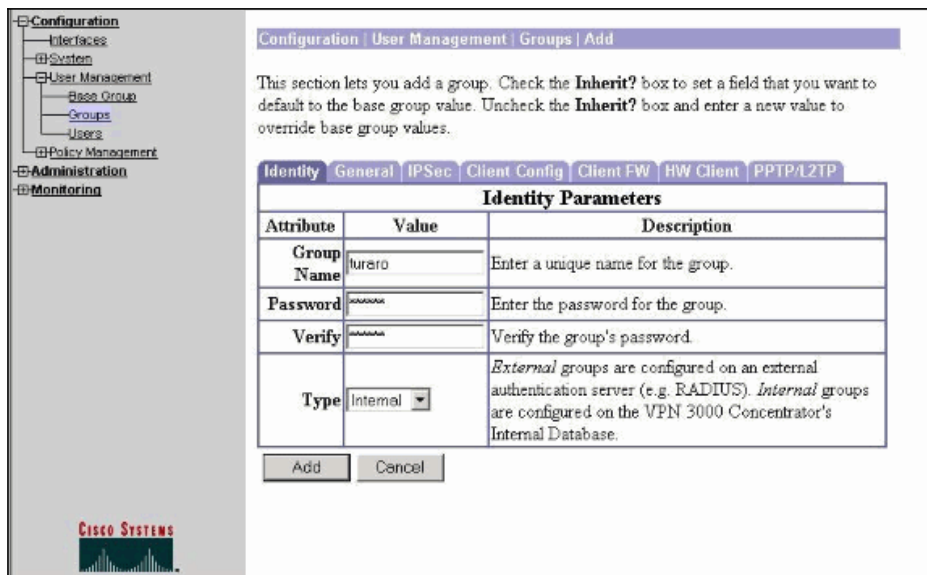 Configuration
Interfaces
System
User Management
Base Group
Groups
Users
Policy Management
Administration
Monitoring
Configuration | User Management | Groups | Add
This section lets you add a group. Check the Inherit? box to set a field that you want to
default to the base group value. Uncheck the Inherit? box and enter a new value to
override base group values.
Identity General IPSec Client Config Client FW HW Client PPTP/L2TP
Identity Parameters
Attribute Value Description
Group Name turaro Enter a unique name for the group.
Password ****** Enter the password for the group.
Verify ****** Verify the group's password.
Type Internal External groups are configured on an external
authentication server (e.g. RADIUS). Internal groups
are configured on the VPN 3000 Concentrator's
Internal Database.
Add Cancel
CISCO SYSTEMS